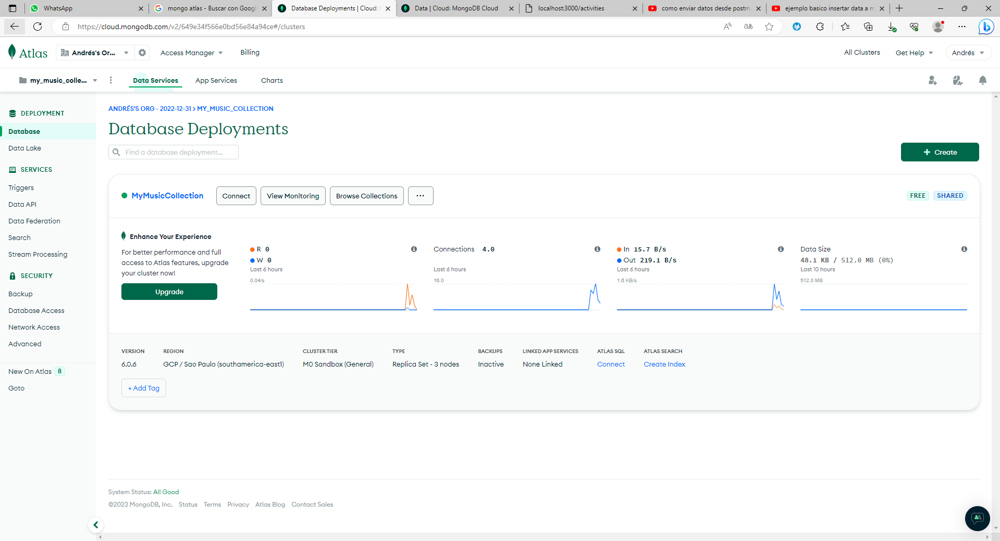 WhatsApp
mongo atlas - Buscar con Googl
Database Deployments | Cloud:
Data | Cloud: MongoDB Cloud
localhost:3000/activities
como enviar datos desde postm
ejemplo basico insertar data a m
https://cloud.mongodb.com/v2/649e34f566e0bd56e84a94ce#/clusters
Atlas
Andrés's Or...
Access Manager
Billing
All Clusters
Get Help
Andrés
my_music_colle...
Data Services
App Services
Charts
DEPLOYMENT
Database
Data Lake
SERVICES
Triggers
Data API
Data Federation
Search
Stream Processing
SECURITY
Backup
Database Access
Network Access
Advanced
New On Atlas 8
Goto
ANDRÉS'S ORG - 2022-12-31 > MY_MUSIC_COLLECTION
Database Deployments
Find a database deployment...
+ Create
MyMusicCollection
Connect
View Monitoring
Browse Collections
...
FREE
SHARED
Enhance Your Experience
For better performance and full
access to Atlas features, upgrade
your cluster now!
Upgrade
R 0
W 0
Last 6 hours
0.04/s
Connections 4.0
Last 6 hours
16.0
In 15.7 B/s
Out 219.1 B/s
Last 6 hours
1.6 KB/s
Data Size
48.1 KB / 512.0 MB (0%)
Last 10 hours
512.0 MB
VERSION
6.0.6
REGION
GCP / Sao Paulo (southamerica-east1)
CLUSTER TIER
M0 Sandbox (General)
TYPE
Replica Set - 3 nodes
BACKUPS
Inactive
LINKED APP SERVICES
None Linked
ATLAS SQL
Connect
ATLAS SEARCH
Create Index
+ Add Tag
System Status: All Good
©2023 MongoDB, Inc. Status Terms Privacy Atlas Blog Contact Sales